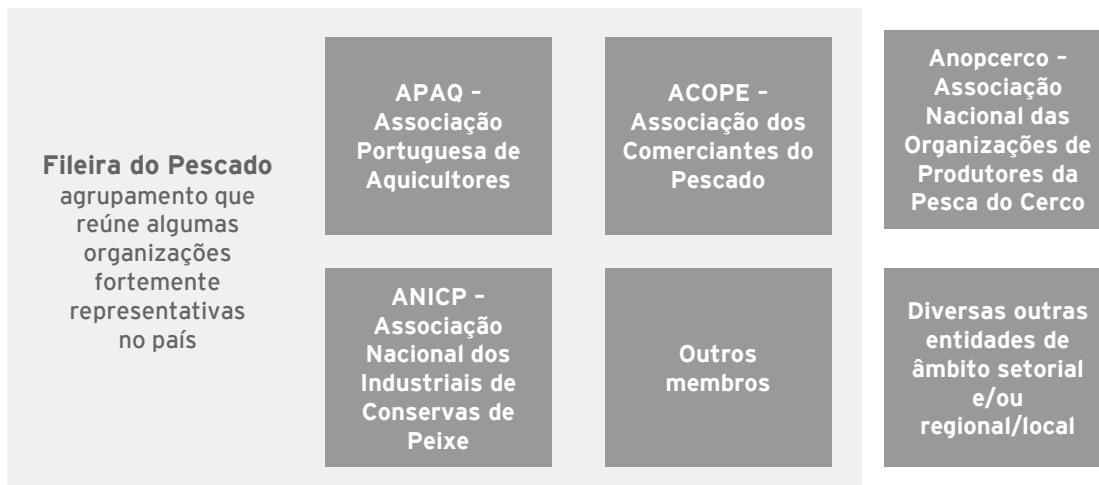 Fileira do Pescado
agrupamento que
reúne algumas
organizações
fortemente
representativas
no país
APAQ –
Associação
Portuguesa de
Aquicultores
ACOPE –
Associação dos
Comerciantes do
Pescado
Anopcerco –
Associação
Nacional das
Organizações de
Produtores da
Pesca do Cerco
ANICP –
Associação
Nacional dos
Industriais de
Conservas de
Peixe
Outros
membros
Diversas outras
entidades de
âmbito setorial
e/ou
regional/local